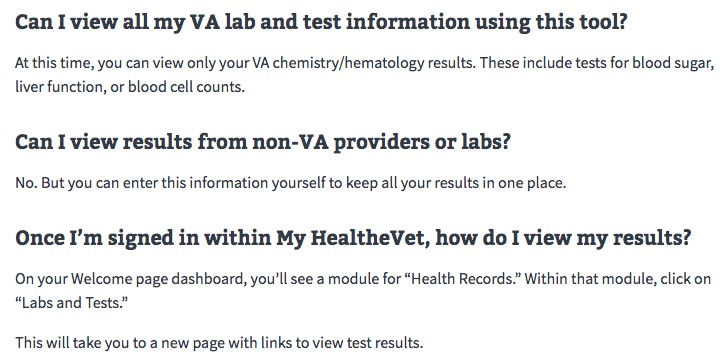 Can I view all my VA lab and test information using this tool?
At this time, you can view only your VA chemistry/hematology results. These include tests for blood sugar,
liver function, or blood cell counts.
Can I view results from non-VA providers or labs?
No. But you can enter this information yourself to keep all your results in one place.
Once I’m signed in within My HealtheVet, how do I view my results?
On your Welcome page dashboard, you’ll see a module for “Health Records.” Within that module, click on
“Labs and Tests.”
This will take you to a new page with links to view test results.